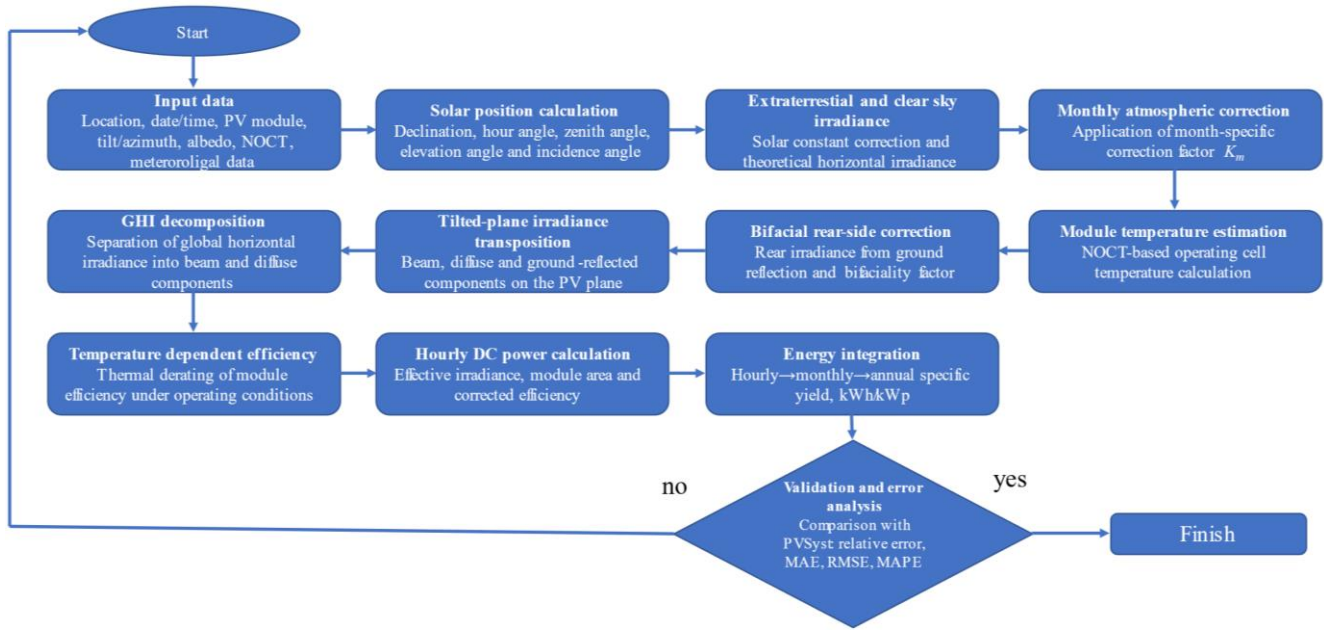 Start
Input data
Location, date/time, PV module,
tilt/azimuth, albedo, NOCT,
meteroroligal data
Solar position calculation
Declination, hour angle, zenith angle,
elevation angle and incidence angle
Extraterrestial and clear sky
irradiance
Solar constant correction and
theoretical horizontal irradiance
Monthly atmospheric correction
Application of month-specific
correction factor K_m
GHI decomposition
Separation of global horizontal
irradiance into beam and diffuse
components
Tilted-plane irradiance
transposition
Beam, diffuse and ground-reflected
components on the PV plane
Bifacial rear-side correction
Rear irradiance from ground
reflection and bifaciality factor
Module temperature estimation
NOCT-based operating cell
temperature calculation
Temperature dependent efficiency
Thermal derating of module
efficiency under operating conditions
Hourly DC power calculation
Effective irradiance, module area and
corrected efficiency
Energy integration
Hourly→monthly→annual specific
yield, kWh/kWp
no
yes
Validation and error
analysis
Comparison with
PVSyst: relative error,
MAE, RMSE, MAPE
Finish